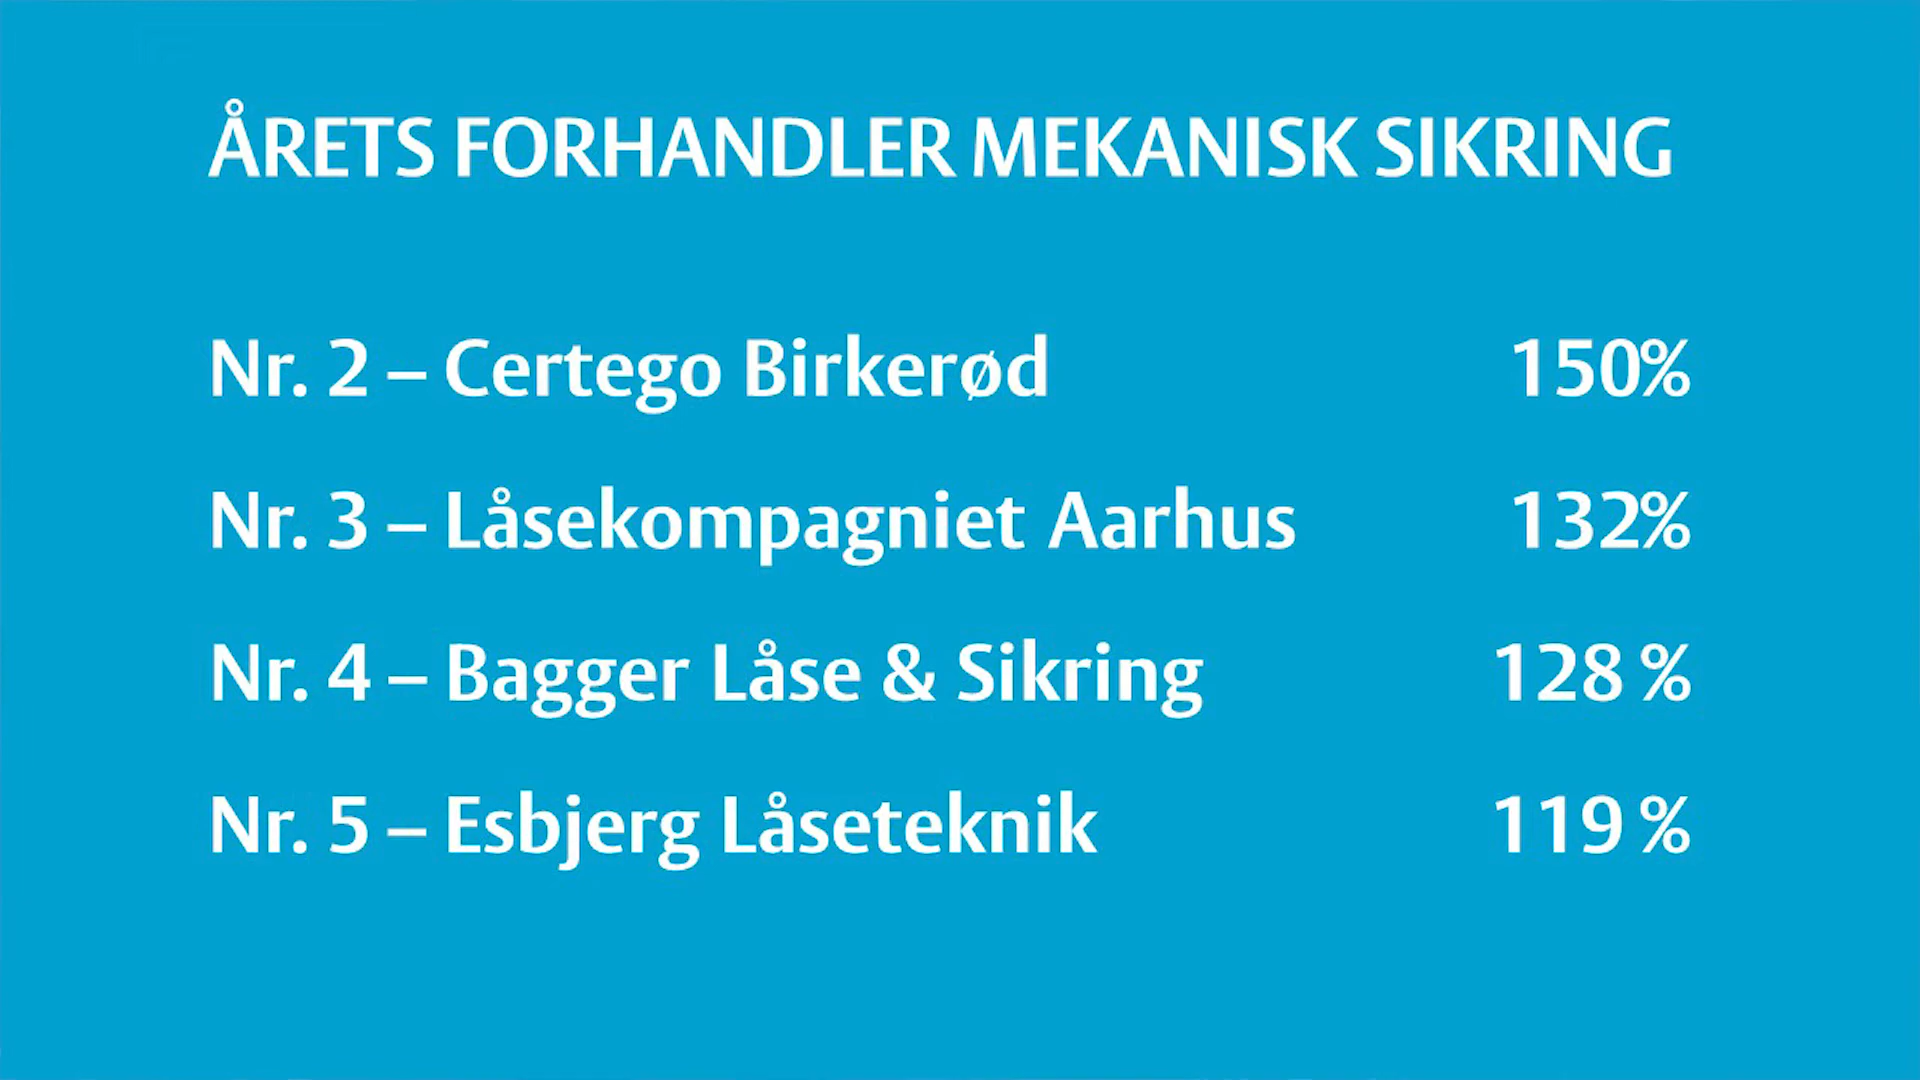 ÅRETS FORHANDLER MEKANISK SIKRING
Nr. 2 – Certego Birkerød 150%
Nr. 3 – Låsekompagniet Aarhus 132%
Nr. 4 – Bagger Låse & Sikring 128 %
Nr. 5 – Esbjerg Låseteknik 119 %